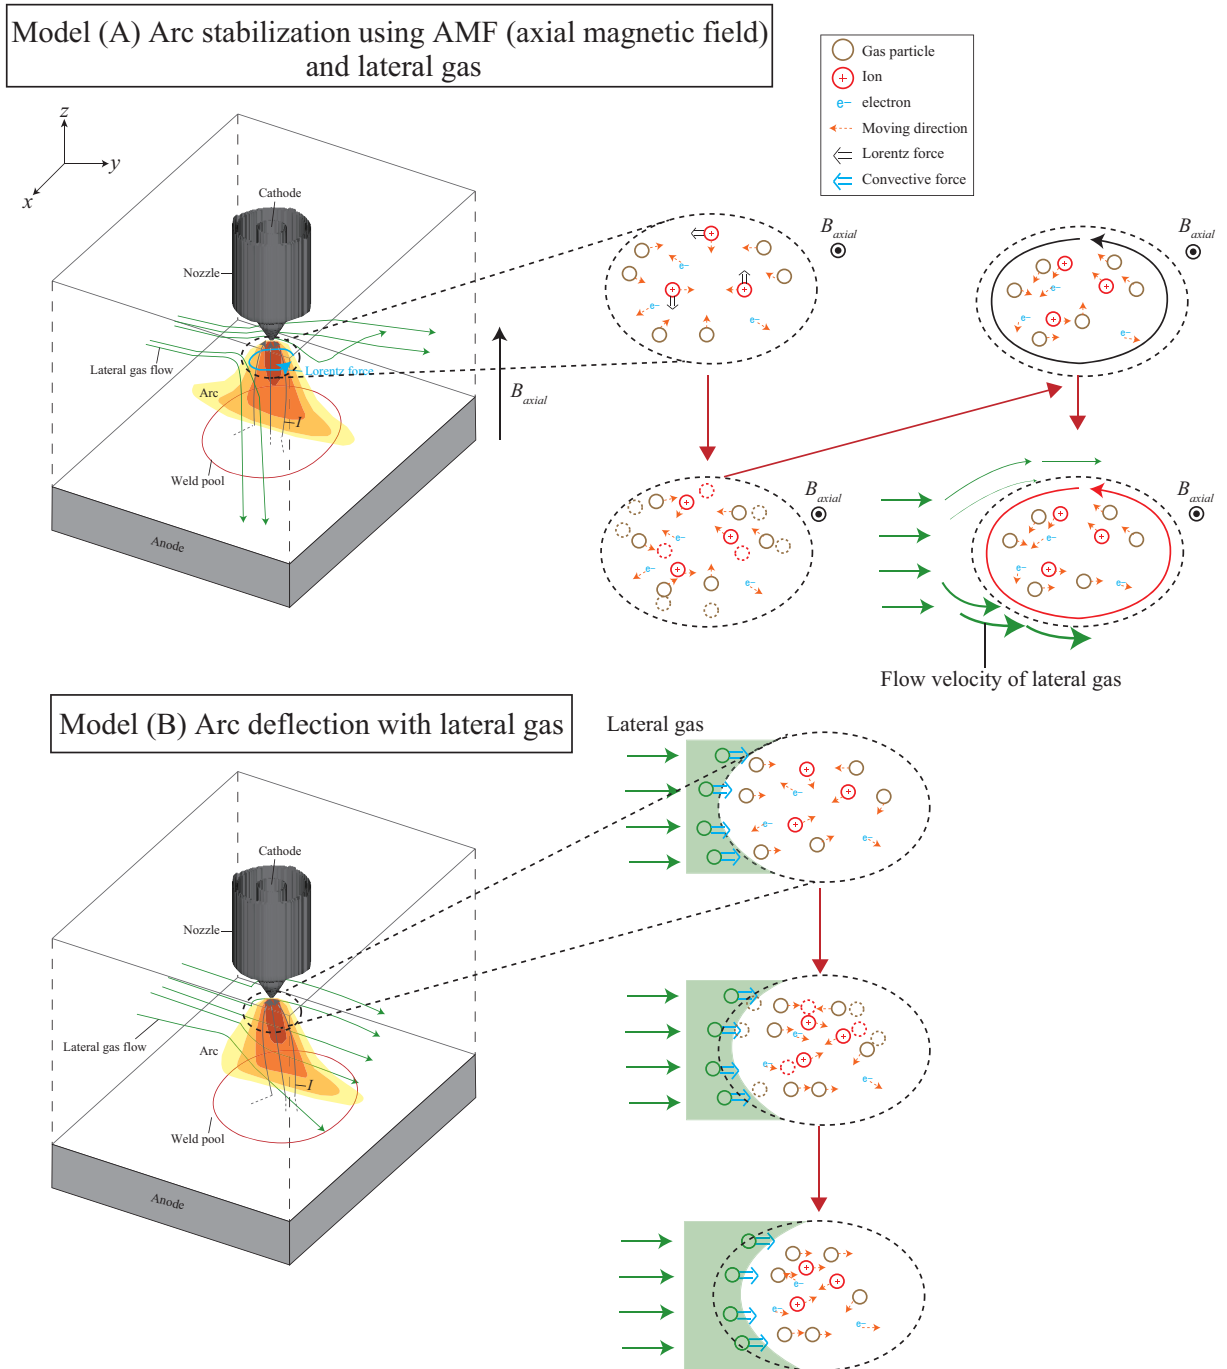 Model (A) Arc stabilization using AMF (axial magnetic field)
and lateral gas
Gas particle
+ Ion
e− electron
Moving direction
Lorentz force
Convective force
z
y
x
Cathode
Nozzle
Lateral gas flow
Lorentz force
Arc
−I
Weld pool
Anode
B axial
B axial
+
+
+
e−
e−
e−
B axial
+
+
+
e−
e−
e−
B axial
+
+
+
e−
e−
e−
B axial
+
+
+
e−
e−
e−
Flow velocity of lateral gas
Model (B) Arc deflection with lateral gas
Lateral gas
Cathode
Nozzle
Lateral gas flow
Arc
−I
Weld pool
Anode
+
+
+
e−
e−
e−
+
+
+
e−
e−
e−
+
+
+
e−
e−
e−